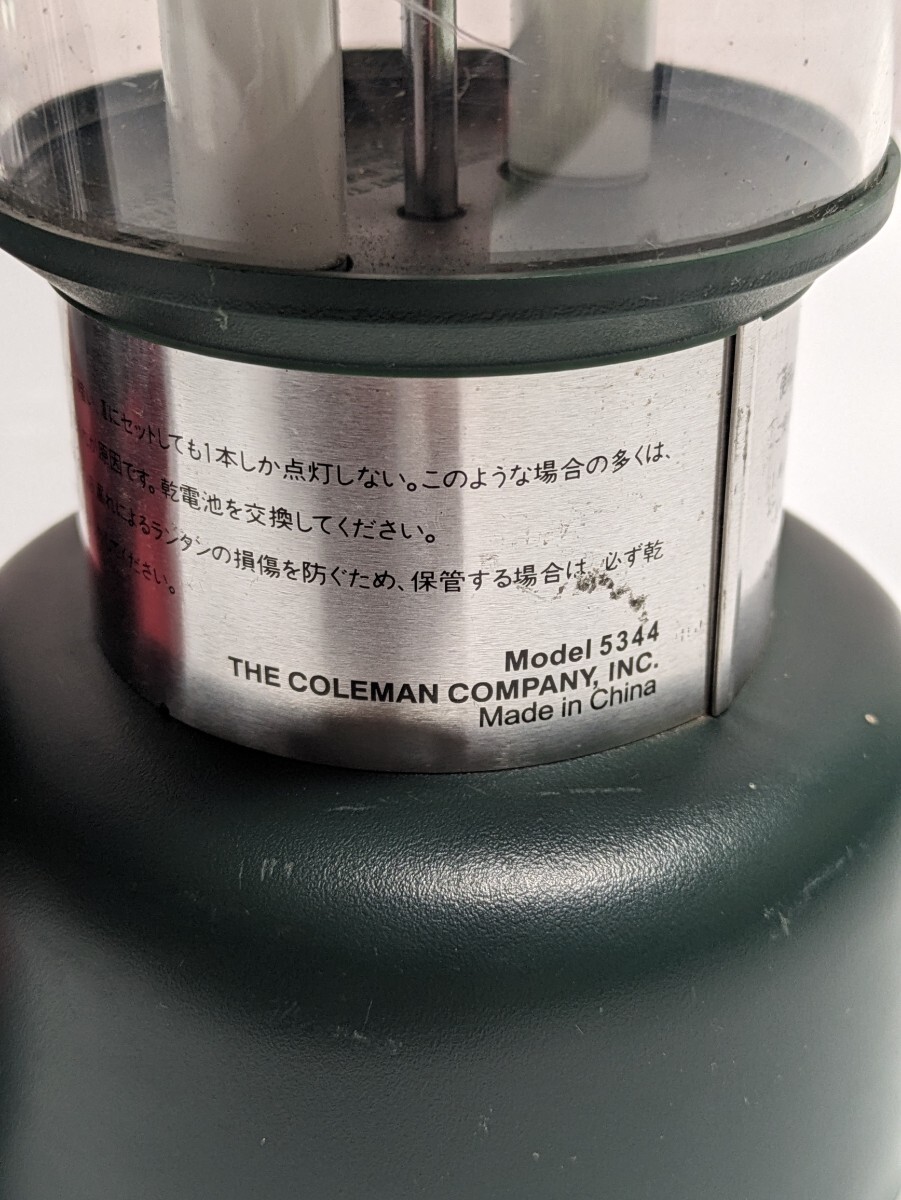 にセットしても1本しか点灯しない。このような場合の多くは、
原因です。乾電池を交換してください。
漏れによるランタンの損傷を防ぐため、保管する場合は、必ず乾
ください。
Model 5344
THE COLEMAN COMPANY, INC.
Made in China